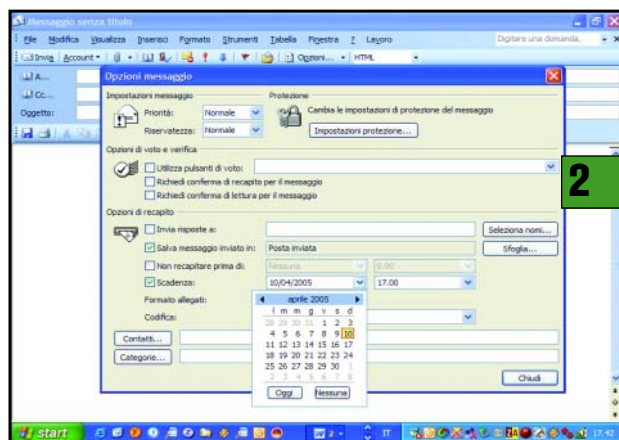 Messaggio senza titolo
File Modifica Visualizza Inserisci Formato Strumenti Tabella Finestra ? Lavoro Digitare una domanda.
Invia Account Opzioni... HTML
A...
Cc...
Oggetto:
Opzioni messaggio
Impostazioni messaggio Protezione
Priorità: Normale Cambia le impostazioni di protezione del messaggio
Riservatezza: Normale Impostazioni protezione...
Opzioni di voto e verifica
Utilizza pulsanti di voto:
Richiedi conferma di recapito per il messaggio
Richiedi conferma di lettura per il messaggio
2
Opzioni di recapito
Invia risposte a: Seleziona nomi...
Salva messaggio inviato in: Posta inviata Sfoglia...
Non recapitare prima di: Nessuna 0.00
Scadenza: 10/04/2005 17.00
Formato allegati:
Codifica:
aprile 2005
l m m g v s d
28 29 30 31 1 2 3
4 5 6 7 8 9 10
11 12 13 14 15 16 17
18 19 20 21 22 23 24
25 26 27 28 29 30 1
2 3 4 5 6 7 8
Oggi Nessuna
Contatti...
Categorie...
Chiudi
start 2 IT 17.42